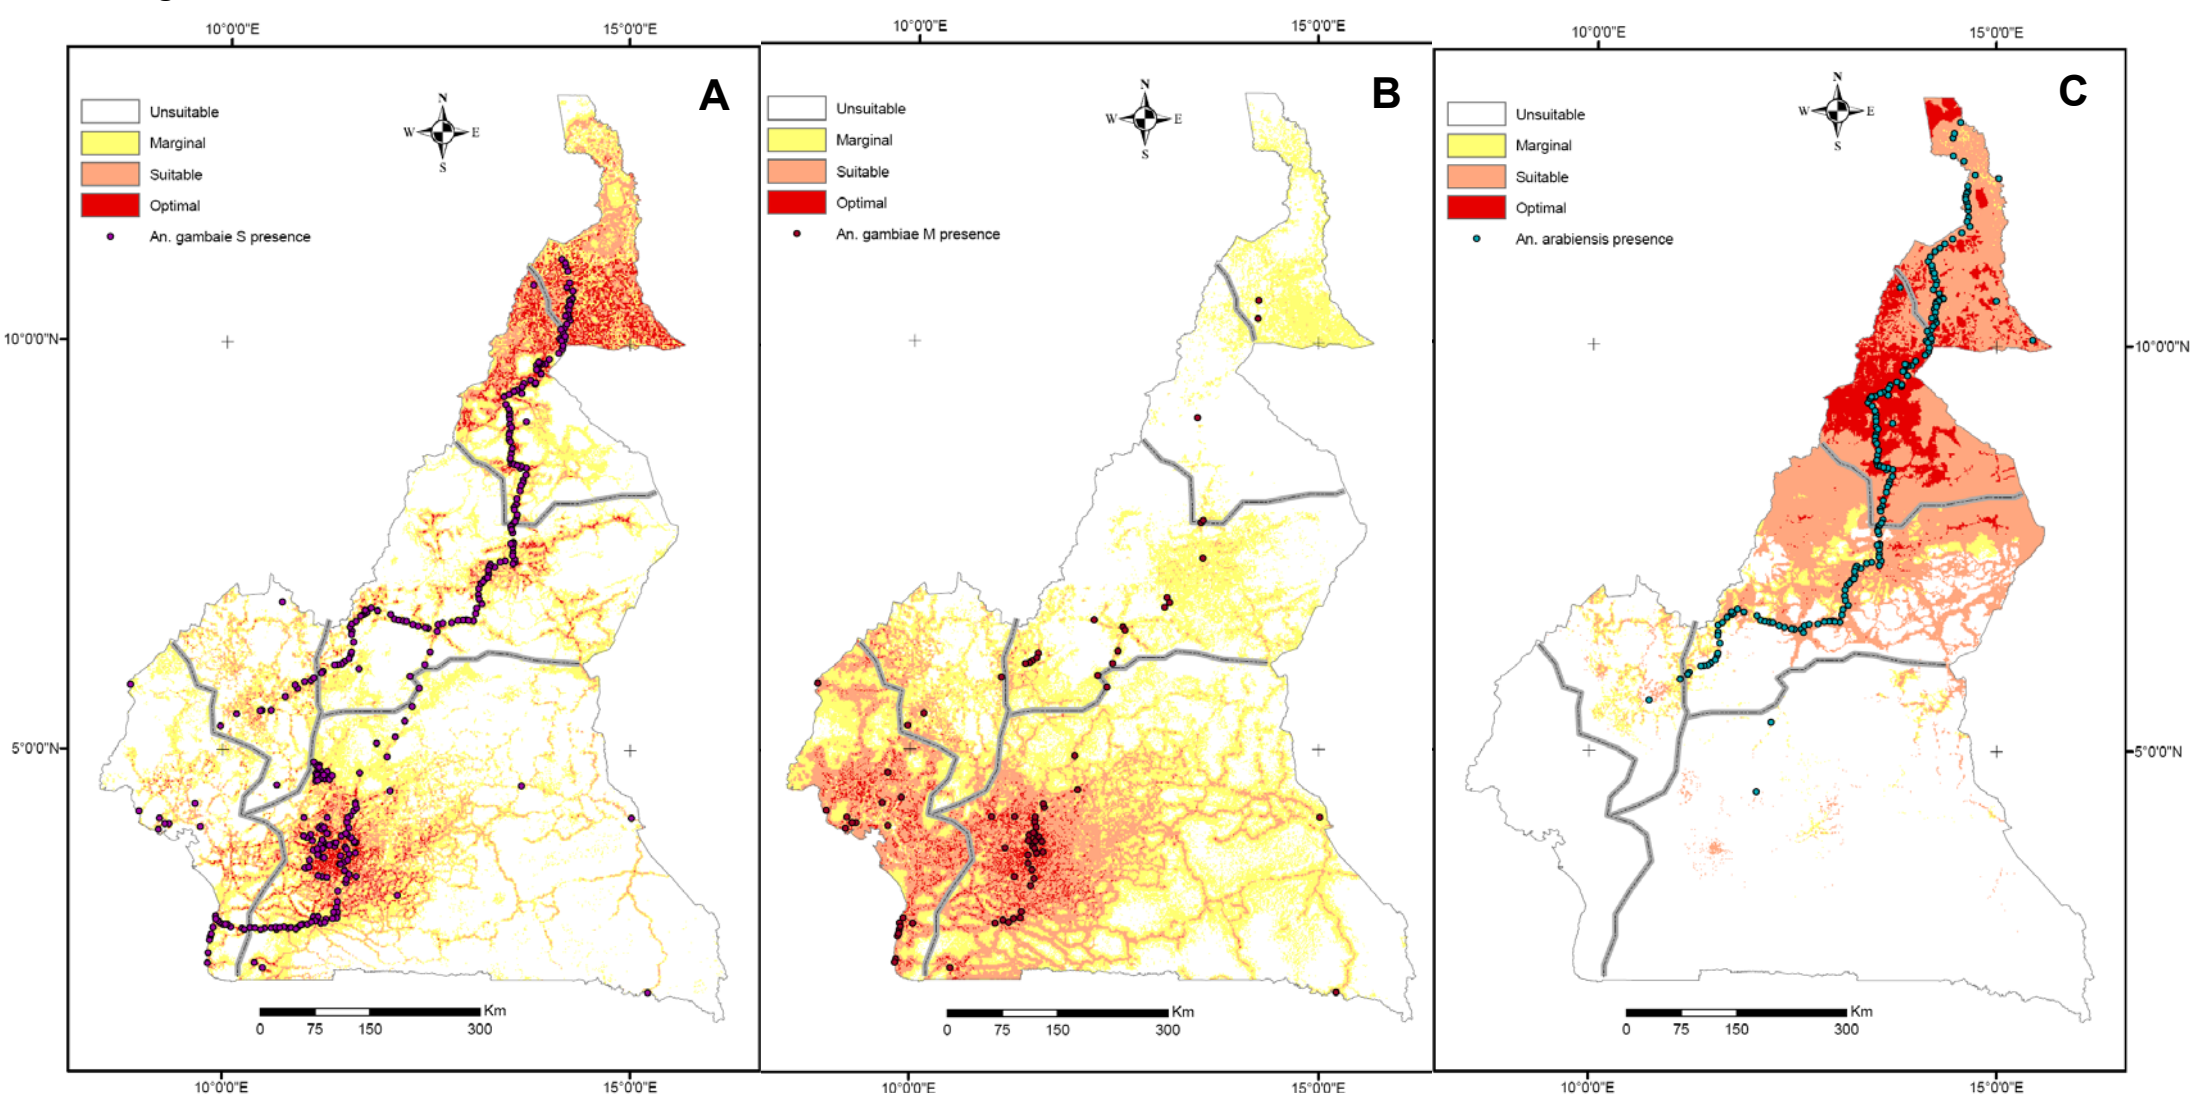 10°0'0"E 15°0'0"E
10°0'0"E 15°0'0"E
10°0'0"E 15°0'0"E
A
Unsuitable
Marginal
Suitable
Optimal
An. gambaie S presence
N
W E
S
10°0'0"N
5°0'0"N
Km
0 75 150 300
10°0'0"E 15°0'0"E
B
Unsuitable
Marginal
Suitable
Optimal
An. gambiae M presence
N
W E
S
Km
0 75 150 300
10°0'0"E 15°0'0"E
C
Unsuitable
Marginal
Suitable
Optimal
An. arabiensis presence
N
W E
S
10°0'0"N
5°0'0"N
Km
0 75 150 300
10°0'0"E 15°0'0"E